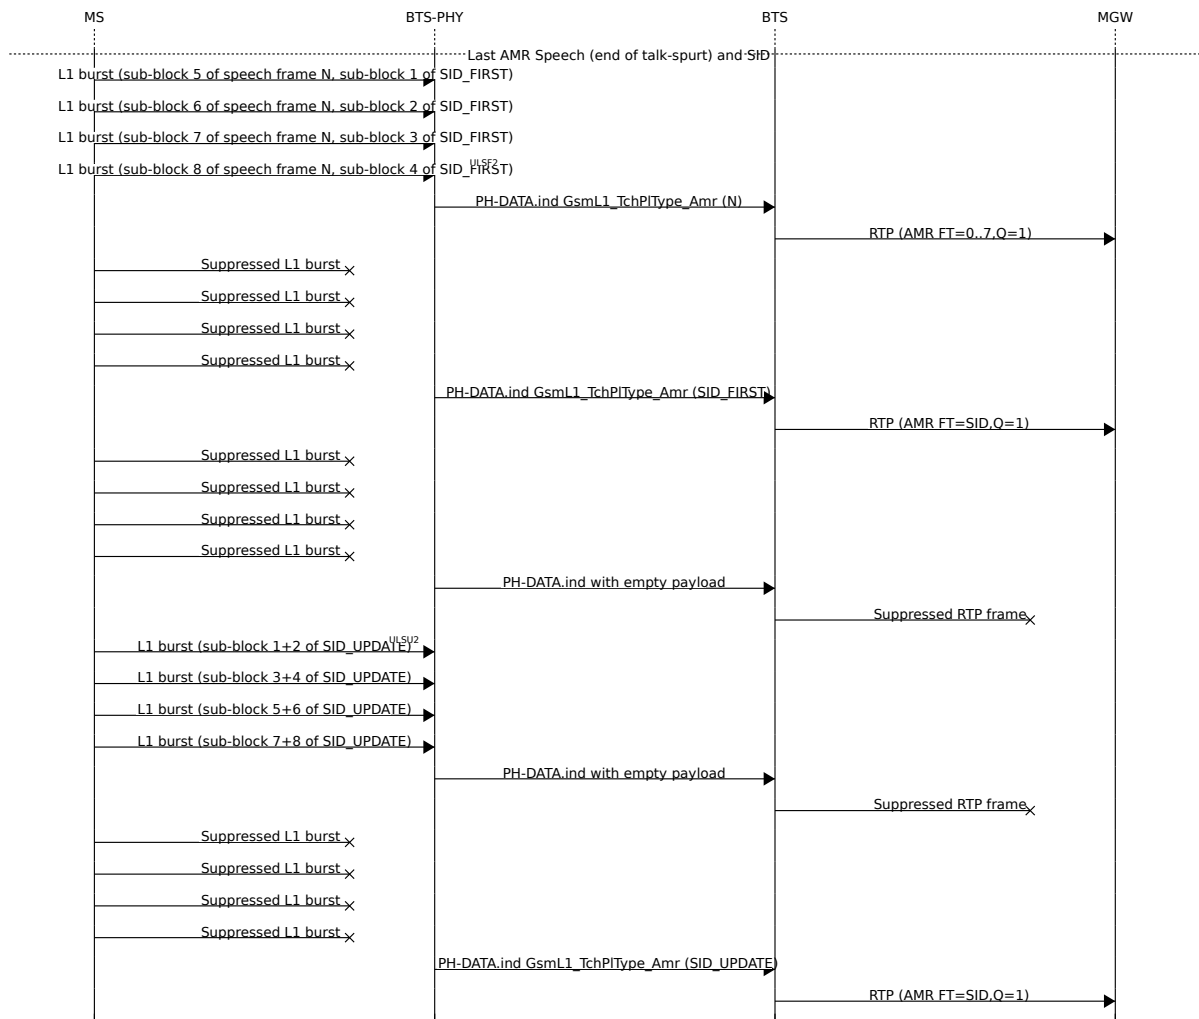 MS BTS-PHY BTS MGW
Last AMR Speech (end of talk-spurt) and SID
L1 burst (sub-block 5 of speech frame N, sub-block 1 of SID_FIRST)
L1 burst (sub-block 6 of speech frame N, sub-block 2 of SID_FIRST)
L1 burst (sub-block 7 of speech frame N, sub-block 3 of SID_FIRST)
L1 burst (sub-block 8 of speech frame N, sub-block 4 of SID_FIRST) ULSF2
PH-DATA.ind GsmL1_TchPlType_Amr (N)
RTP (AMR FT=0..7,Q=1)
Suppressed L1 burst
Suppressed L1 burst
Suppressed L1 burst
Suppressed L1 burst
PH-DATA.ind GsmL1_TchPlType_Amr (SID_FIRST)
RTP (AMR FT=SID,Q=1)
Suppressed L1 burst
Suppressed L1 burst
Suppressed L1 burst
Suppressed L1 burst
PH-DATA.ind with empty payload
Suppressed RTP frame
L1 burst (sub-block 1+2 of SID_UPDATE) ULSU2
L1 burst (sub-block 3+4 of SID_UPDATE)
L1 burst (sub-block 5+6 of SID_UPDATE)
L1 burst (sub-block 7+8 of SID_UPDATE)
PH-DATA.ind with empty payload
Suppressed RTP frame
Suppressed L1 burst
Suppressed L1 burst
Suppressed L1 burst
Suppressed L1 burst
PH-DATA.ind GsmL1_TchPlType_Amr (SID_UPDATE)
RTP (AMR FT=SID,Q=1)